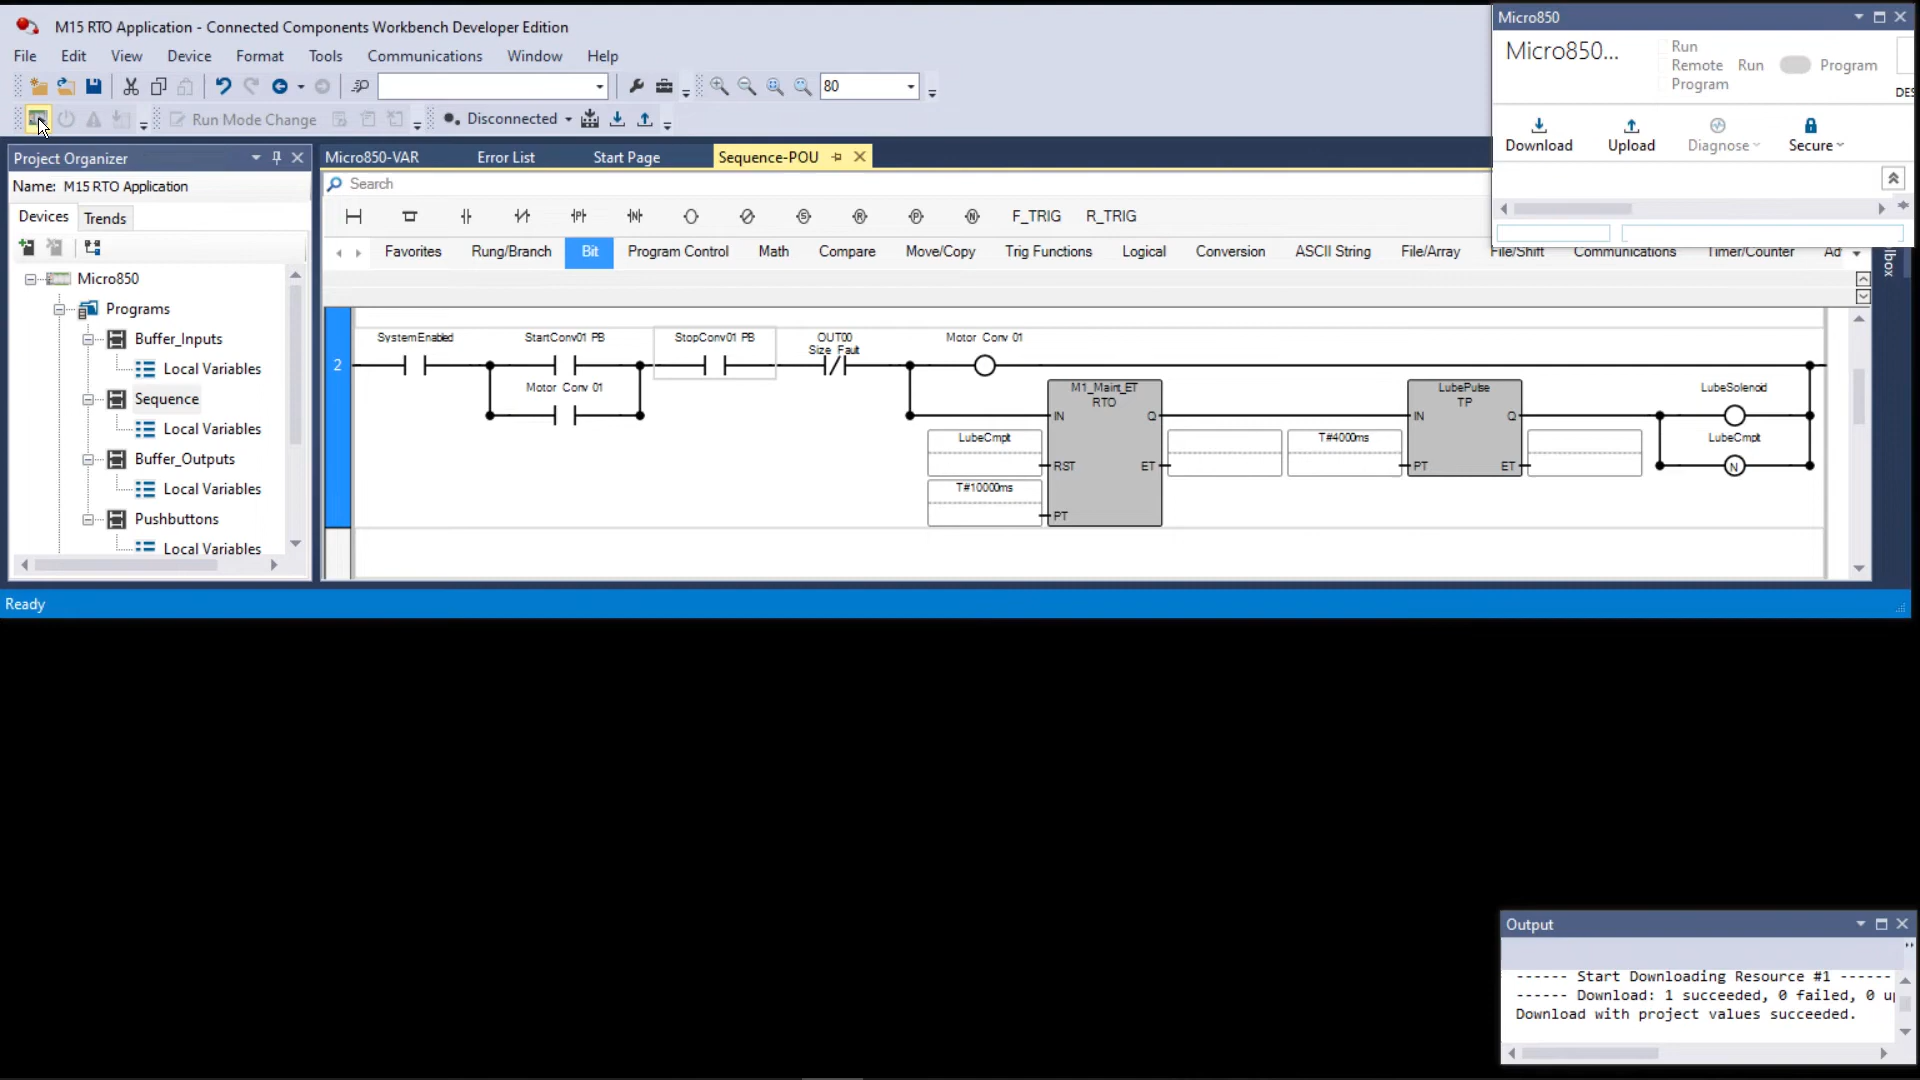 M15 RTO Application - Connected Components Workbench Developer Edition
File Edit View Device Format Tools Communications Window Help
80
Run Mode Change
Disconnected
Project Organizer
Name: M15 RTO Application
Devices Trends
Micro850
Programs
Buffer_Inputs
Local Variables
Sequence
Local Variables
Buffer_Outputs
Local Variables
Pushbuttons
Local Variables
Micro850-VAR Error List Start Page Sequence-POU
Search
F_TRIG R_TRIG
Favorites Rung/Branch Bit Program Control Math Compare Move/Copy Trig Functions Logical Conversion ASCII String File/Array File/Shift Communications Timer/Counter Ad
SystemEnabled StartConv01 PB StopConv01 PB OUT00 Motor Conv 01
Size Fault
2
Motor Conv 01 M1_Maint_ET LubePulse LubeSolenoid
RTO TP
IN Q IN Q
LubeCmpt T#4000ms LubeCmpt
RST ET PT ET N
T#10000ms
PT
Micro850
Micro850...
Run
Remote Run Program
Program
DES
Download Upload Diagnose Secure
box
Ready
Output
------ Start Downloading Resource #1 ------
------ Download: 1 succeeded, 0 failed, 0 up
Download with project values succeeded.